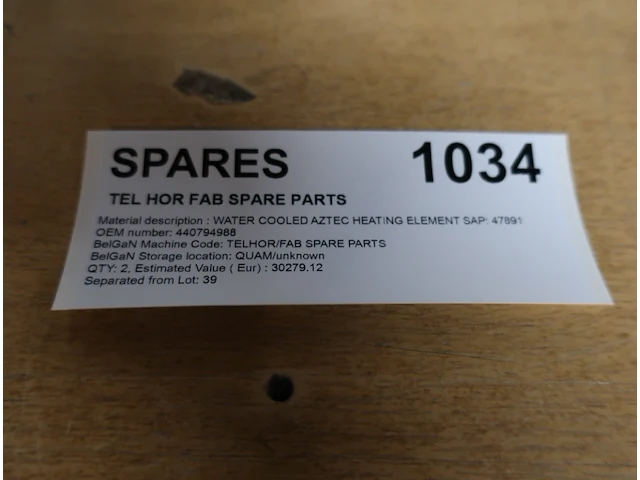 SPARES 1034
TEL HOR FAB SPARE PARTS
Material description : WATER COOLED AZTEC HEATING ELEMENT SAP: 47891
OEM number: 440794988
BelGaN Machine Code: TELHOR/FAB SPARE PARTS
BelGaN Storage location: QUAM/unknown
QTY: 2, Estimated Value ( Eur) : 30279.12
Separated from Lot: 39